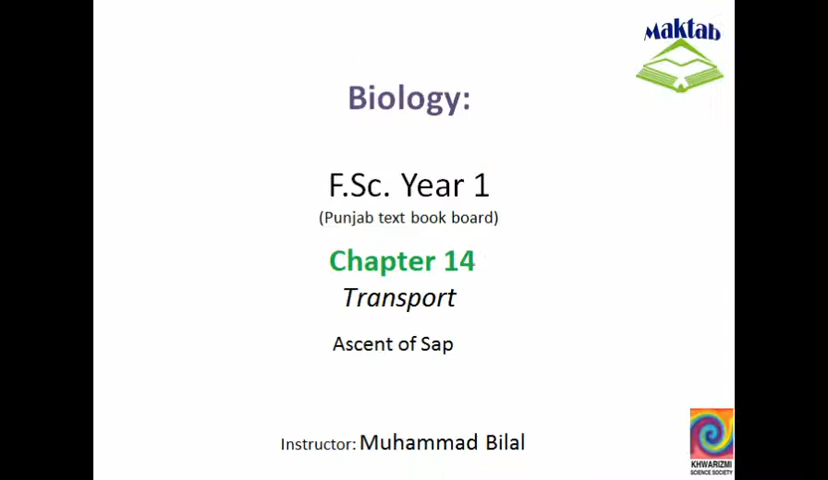 Maktab
Biology:
F.Sc. Year 1
(Punjab text book board)
Chapter 14
Transport
Ascent of Sap
Instructor: Muhammad Bilal
KHWARIZMI
SCIENCE SOCIETY